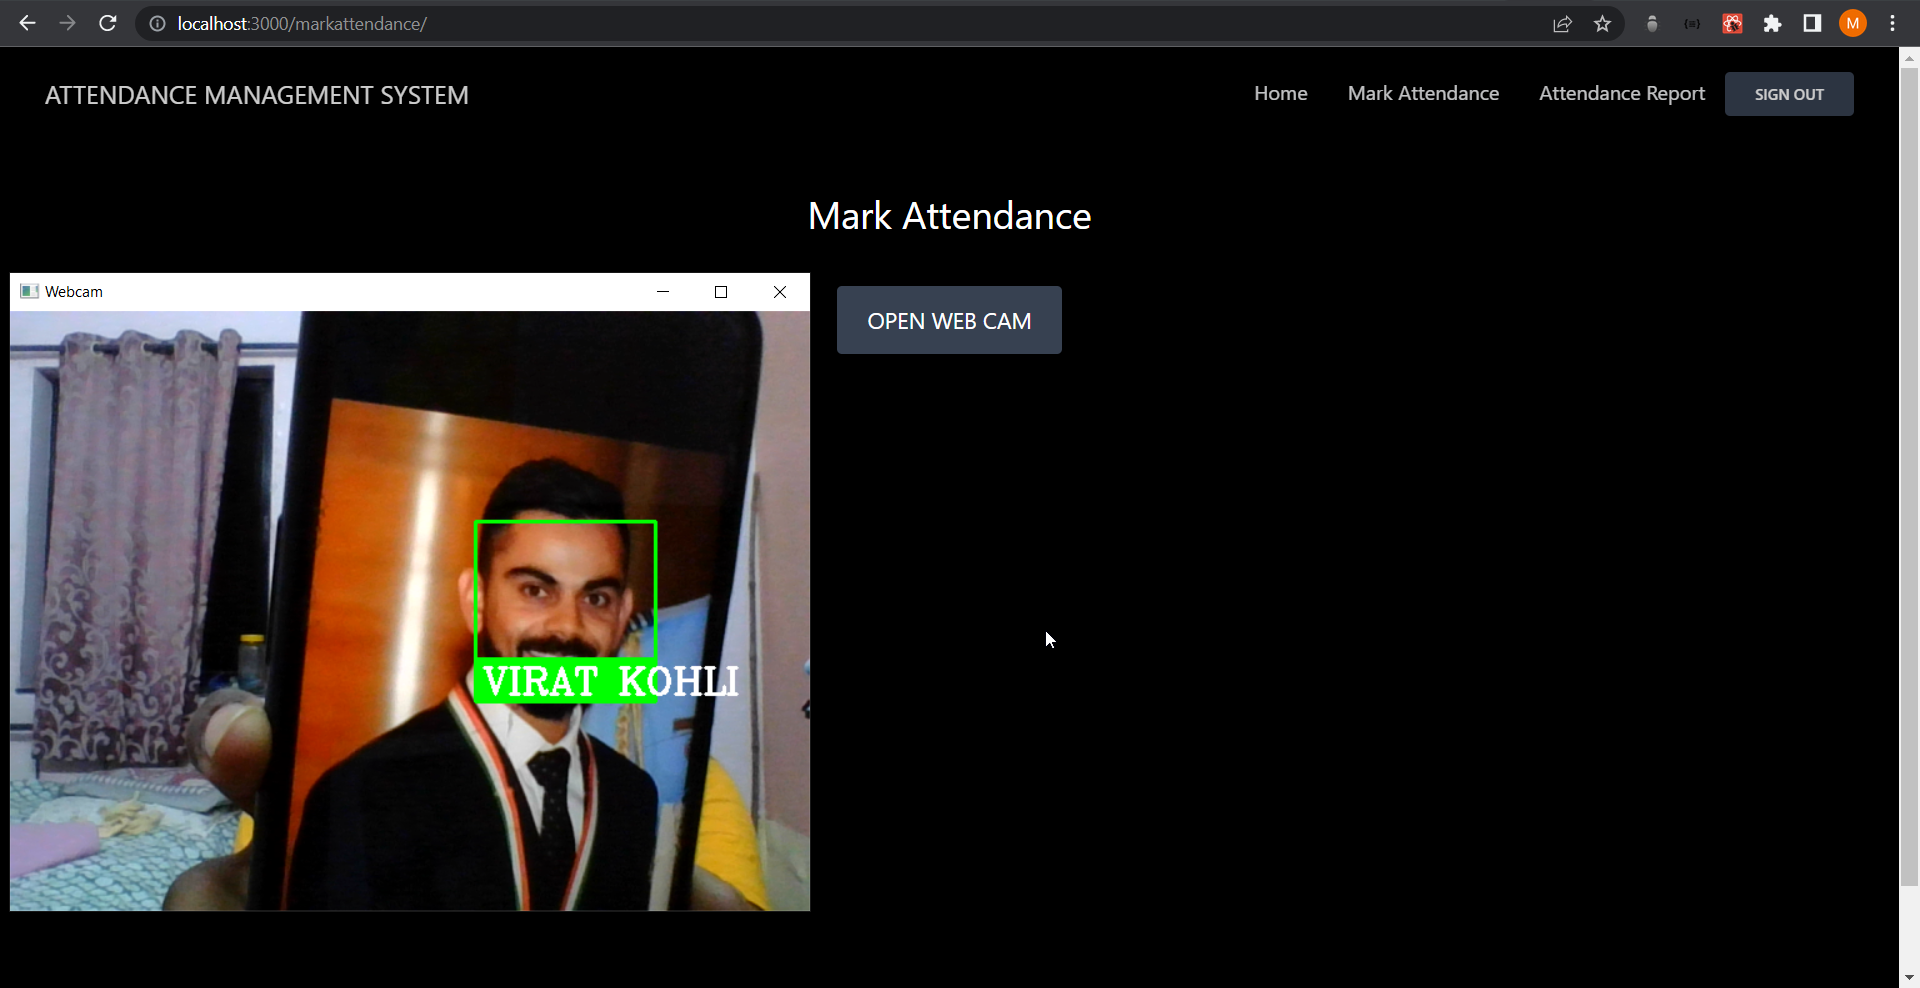 localhost:3000/markattendance/
M
ATTENDANCE MANAGEMENT SYSTEM
Home
Mark Attendance
Attendance Report
SIGN OUT
Mark Attendance
Webcam
OPEN WEB CAM
VIRAT KOHLI